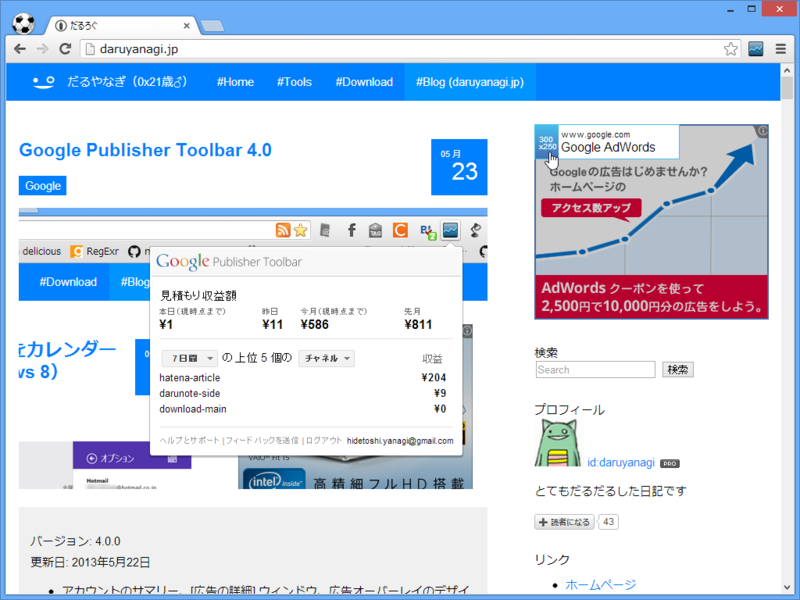 だるろぐ
daruyanagi.jp
だるやなぎ（0x21歳♂）
#Home
#Tools
#Download
#Blog (daruyanagi.jp)
Google Publisher Toolbar 4.0
05 月
23
Google
delicious
RegExr
#Download
#Blog
Google Publisher Toolbar
見積もり収益額
本日（現時点まで）
昨日
今月（現時点まで）
先月
¥1
¥11
¥586
¥811
7日間 の上位 5 個の チャネル
収益
hatena-article
¥204
darunote-side
¥9
download-main
¥0
ヘルプとサポート | フィードバックを送信 | ログアウト
hidetoshi.yanagi@gmail.com
カレンダー
オプション
Hotmail
intel inside
高精細フルHD搭載
バージョン: 4.0.0
更新日: 2013年5月22日
アカウントのサマリー、[広告の詳細] ウィンドウ、広告オーバーレイのデザイ
300
x250
www.google.com
Google AdWords
Googleの広告はじめませんか？
ホームページの
アクセス数アップ
AdWords クーポンを使って
2,500円で10,000円分の広告をしよう。
検索
Search
検索
プロフィール
id:daruyanagi
PRO
とてもだるだるした日記です
読者になる
43
リンク
ホームページ